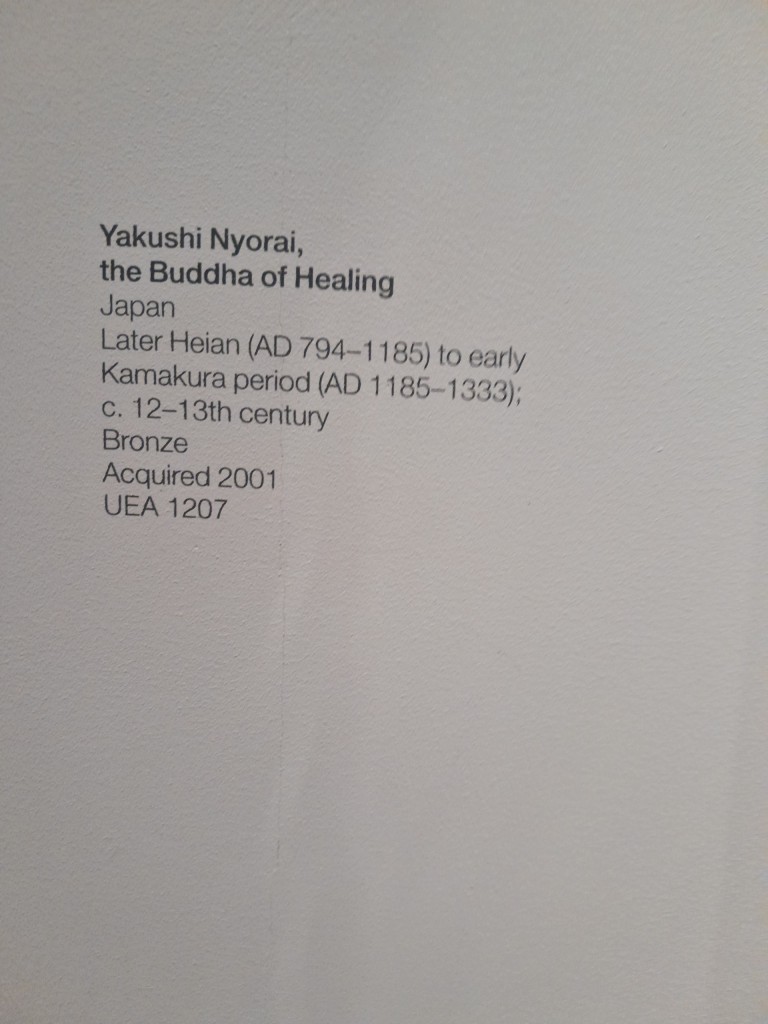 Yakushi Nyorai,
the Buddha of Healing
Japan
Later Heian (AD 794–1185) to early
Kamakura period (AD 1185–1333);
c. 12–13th century
Bronze
Acquired 2001
UEA 1207